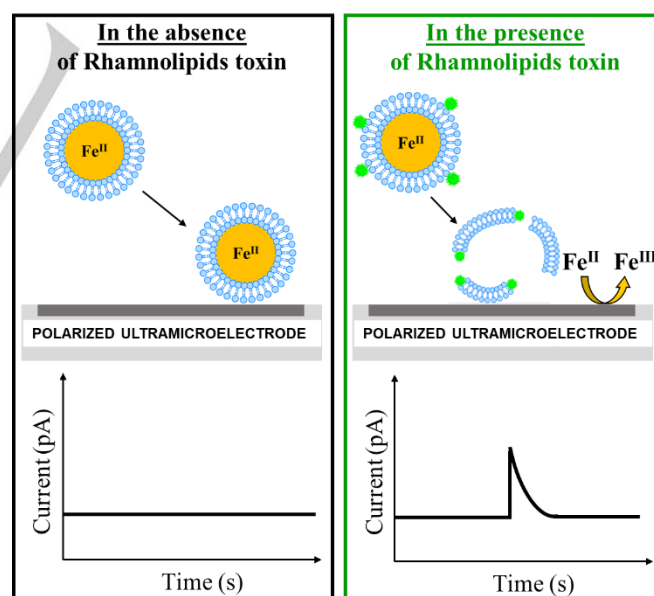 In the absence
of Rhamnolipids toxin
Fe^II
Fe^II
POLARIZED ULTRAMICROELECTRODE
Current (pA)
Time (s)
In the presence
of Rhamnolipids toxin
Fe^II
Fe^II Fe^III
POLARIZED ULTRAMICROELECTRODE
Current (pA)
Time (s)